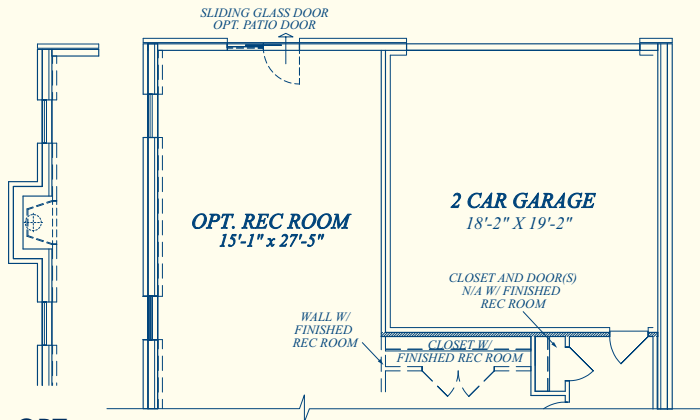 SLIDING GLASS DOOR
OPT. PATIO DOOR
OPT. REC ROOM
15'-1" x 27'-5"
2 CAR GARAGE
18'-2" X 19'-2"
CLOSET AND DOOR(S)
N/A W/ FINISHED
REC ROOM
WALL W/
FINISHED
REC ROOM
CLOSET W/
FINISHED REC ROOM